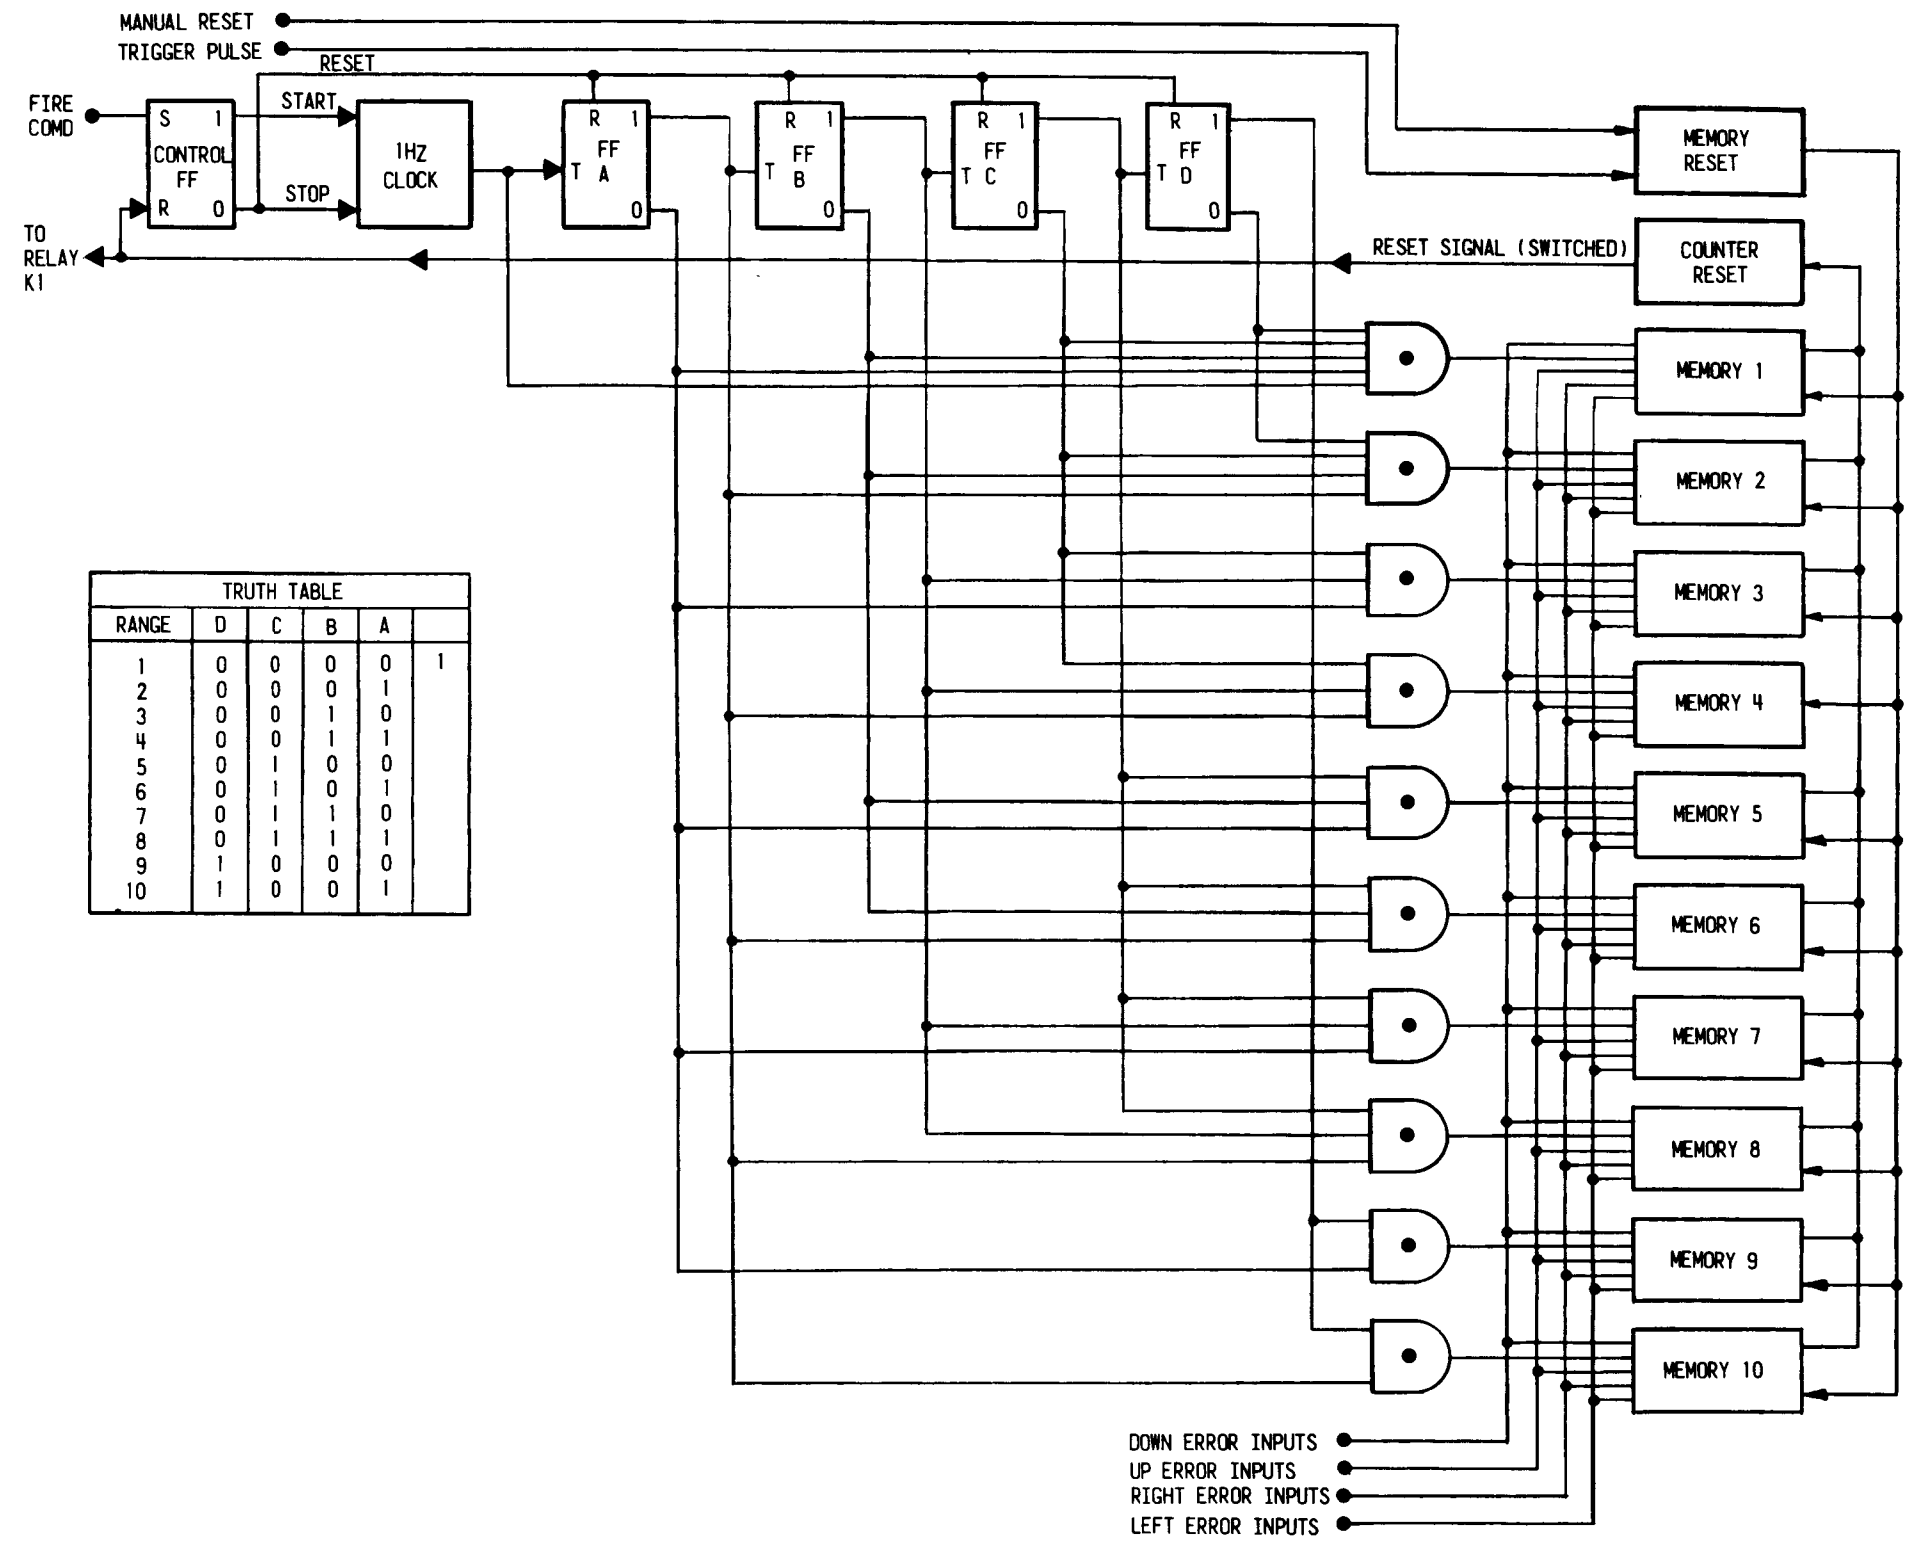 MANUAL RESET
TRIGGER PULSE
RESET
FIRE
COMD
S 1
CONTROL
FF
R 0
START
STOP
1HZ
CLOCK
R 1
FF
T A
0
R 1
FF
T B
0
R 1
FF
T C
0
R 1
FF
T D
0
MEMORY
RESET
TO
RELAY
K1
RESET SIGNAL (SWITCHED)
COUNTER
RESET
MEMORY 1
MEMORY 2
MEMORY 3
MEMORY 4
MEMORY 5
MEMORY 6
MEMORY 7
MEMORY 8
MEMORY 9
MEMORY 10
TRUTH TABLE
RANGE D C B A
1 0 0 0 0 1
2 0 0 0 1
3 0 0 1 0
4 0 0 1 1
5 0 1 0 0
6 0 1 0 1
7 0 1 1 0
8 0 1 1 1
9 1 0 0 0
10 1 0 0 1
DOWN ERROR INPUTS
UP ERROR INPUTS
RIGHT ERROR INPUTS
LEFT ERROR INPUTS